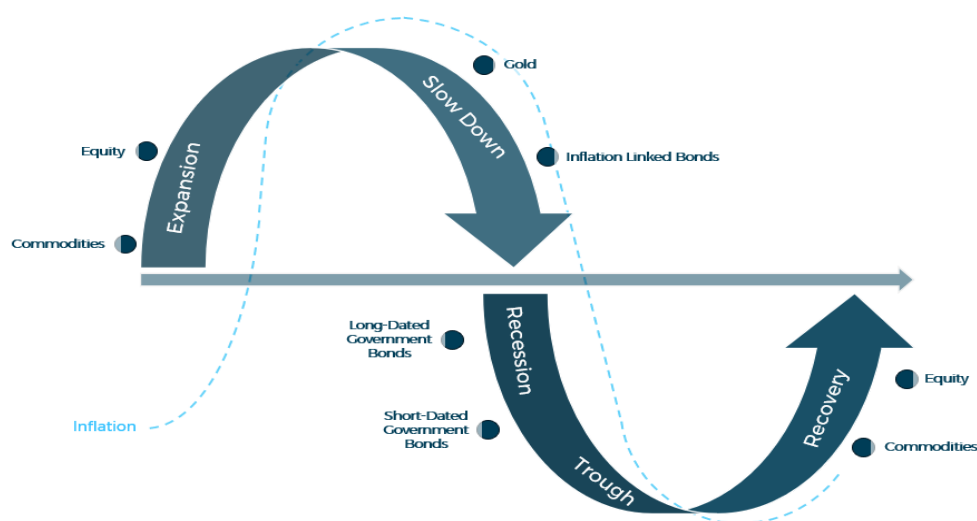 Gold
Slow Down
Equity
Inflation Linked Bonds
Expansion
Commodities
Long-Dated
Government
Bonds
Recession
Equity
Short-Dated
Government
Bonds
Recovery
Inflation
Commodities
Trough